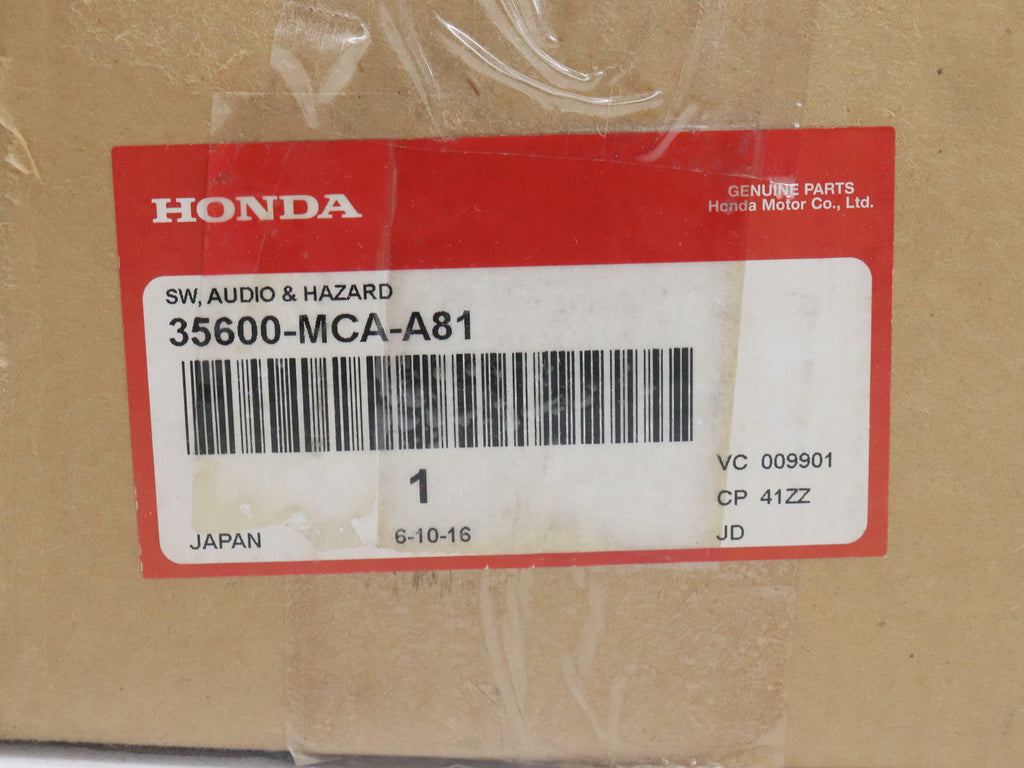 HONDA
GENUINE PARTS
Honda Motor Co., Ltd.
SW, AUDIO & HAZARD
35600-MCA-A81
1
VC 009901
CP 41ZZ
JAPAN 6-10-16 JD